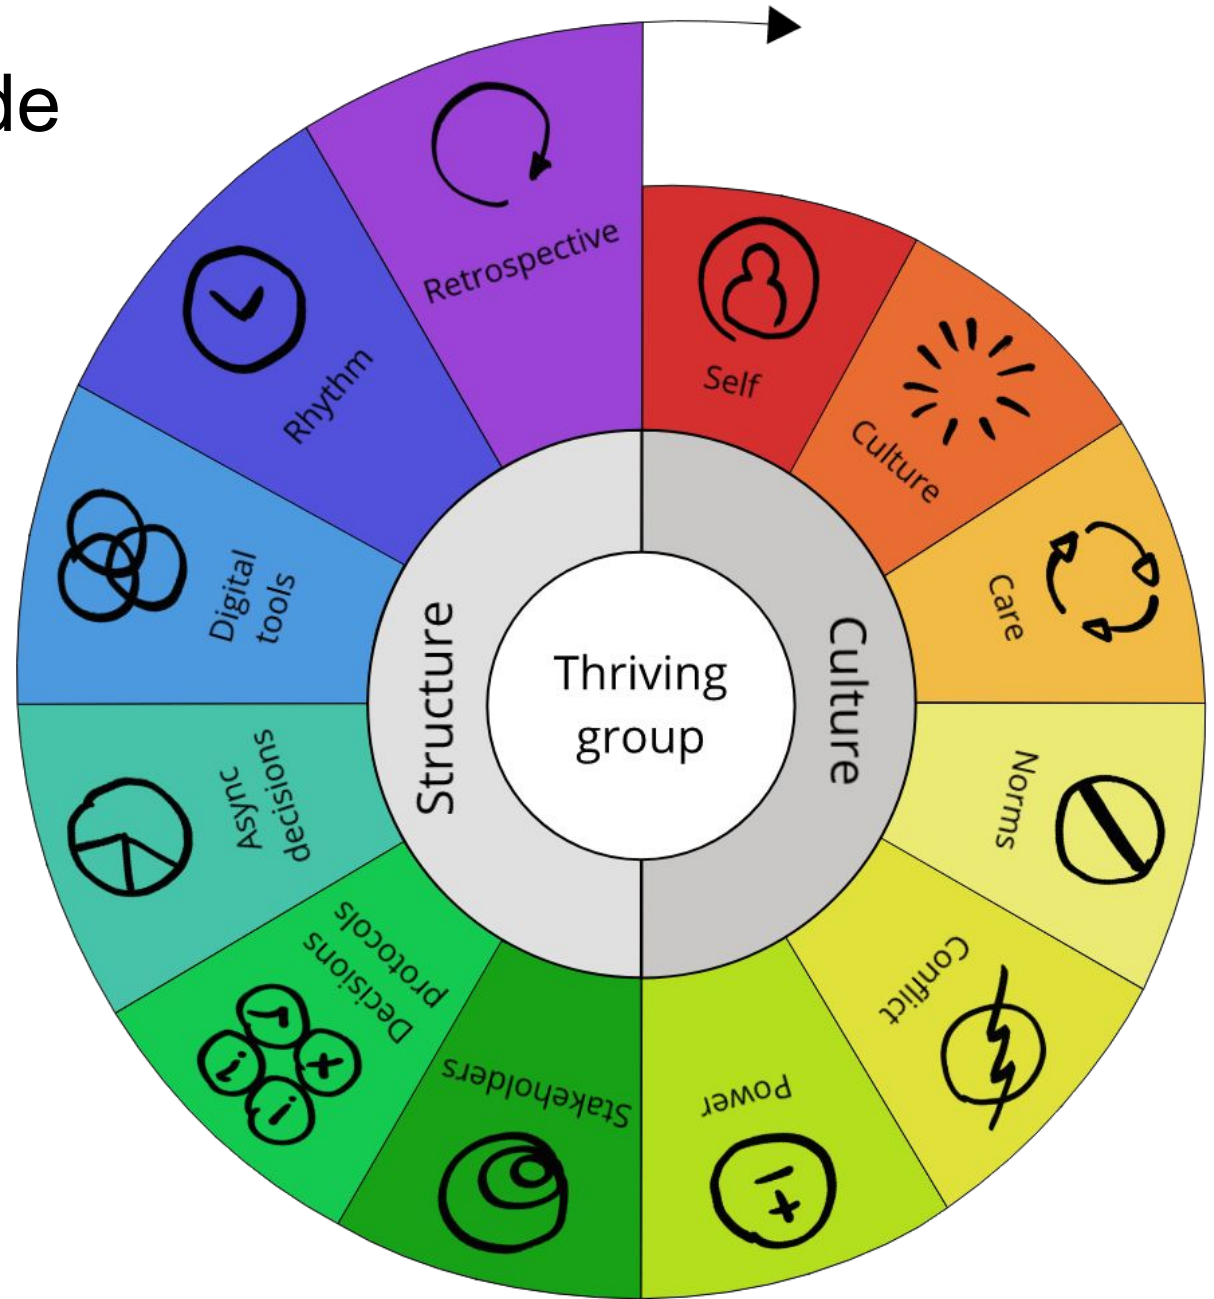 de
Thriving
group
Culture
Structure
Self
Culture
Care
Norms
Conflict
Power
Stakeholders
Decisions
protocols
Async
decisions
Digital
tools
Rhythm
Retrospective